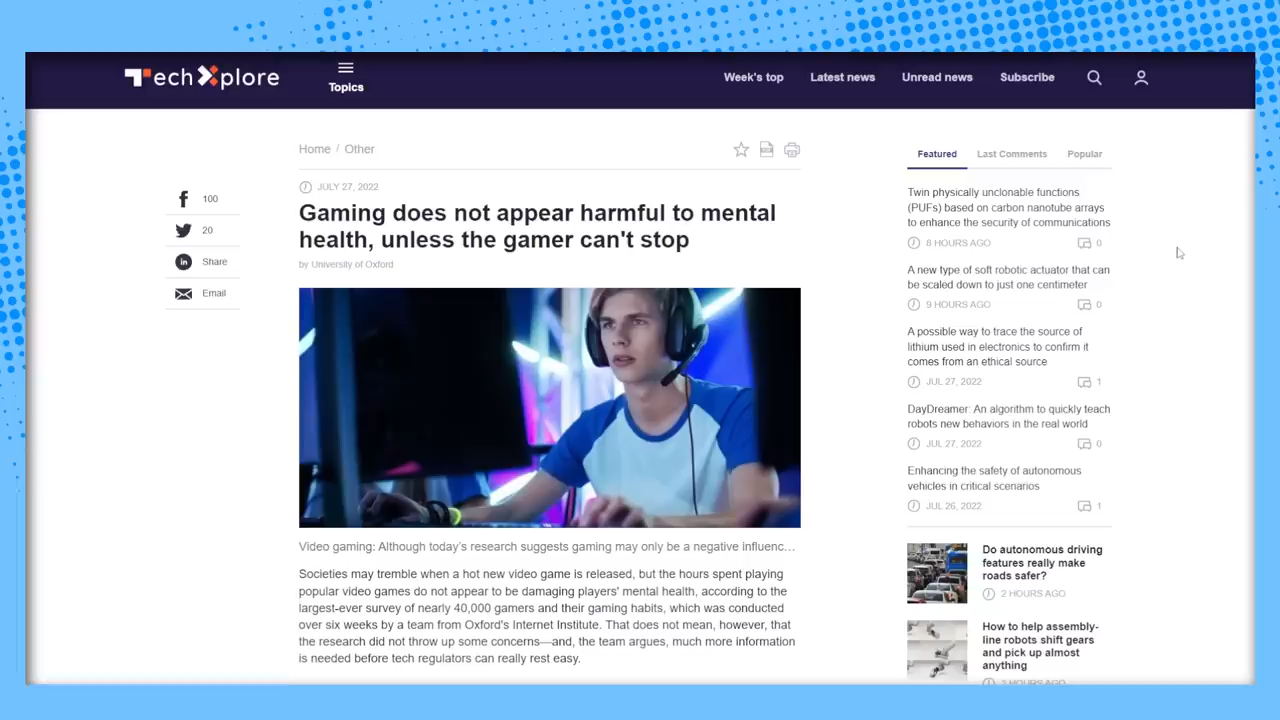 TechXplore
Topics
Week's top
Latest news
Unread news
Subscribe
Home / Other
JULY 27, 2022
Gaming does not appear harmful to mental
health, unless the gamer can't stop
by University of Oxford
100
20
Share
Email
Video gaming: Although today's research suggests gaming may only be a negative influenc...
Societies may tremble when a hot new video game is released, but the hours spent playing
popular video games do not appear to be damaging players' mental health, according to the
largest-ever survey of nearly 40,000 gamers and their gaming habits, which was conducted
over six weeks by a team from Oxford's Internet Institute. That does not mean, however, that
the research did not throw up some concerns—and, the team argues, much more information
is needed before tech regulators can really rest easy.
Featured
Last Comments
Popular
Twin physically unclonable functions
(PUFs) based on carbon nanotube arrays
to enhance the security of communications
8 HOURS AGO
0
A new type of soft robotic actuator that can
be scaled down to just one centimeter
9 HOURS AGO
0
A possible way to trace the source of
lithium used in electronics to confirm it
comes from an ethical source
JUL 27, 2022
1
DayDreamer: An algorithm to quickly teach
robots new behaviors in the real world
JUL 27, 2022
0
Enhancing the safety of autonomous
vehicles in critical scenarios
JUL 26, 2022
1
Do autonomous driving
features really make
roads safer?
2 HOURS AGO
How to help assembly-
line robots shift gears
and pick up almost
anything
HOURS AGO